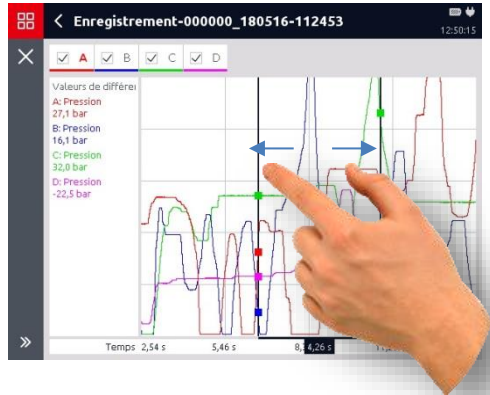 Enregistrement-000000_180516-112453
12:50:15
A B C D
Valeurs de différe
A: Pression
27,1 bar
B: Pression
16,1 bar
C: Pression
32,0 bar
D: Pression
-22,5 bar
Temps 2,54 s 5,46 s 8, 4,26 s